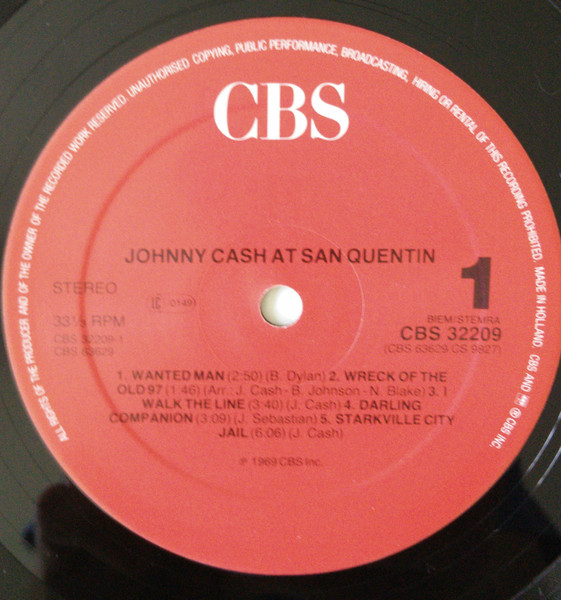 ALL RIGHTS OF THE PRODUCER AND OF THE OWNER OF THE RECORDED WORK RESERVED. UNAUTHORISED COPYING, PUBLIC PERFORMANCE, BROADCASTING, HIRING OR RENTAL OF THIS RECORDING PROHIBITED. MADE IN HOLLAND. CBS AND ℗ CBS INC.
CBS
JOHNNY CASH AT SAN QUENTIN
STEREO
LC 0149
1
33⅓ RPM
BIEM/STEMRA
CBS 32209-1
CBS 32209
CBS 63629
(CBS 63629 CS 9827)
1. WANTED MAN (2:50) (B. Dylan) 2. WRECK OF THE
OLD 97 (1:46) (Arr.: J. Cash - B. Johnson - N. Blake) 3. I
WALK THE LINE (3:40) (J. Cash) 4. DARLING
COMPANION (3:09) (J. Sebastian) 5. STARKVILLE CITY
JAIL (6:06) (J. Cash)
℗ 1969 CBS Inc.